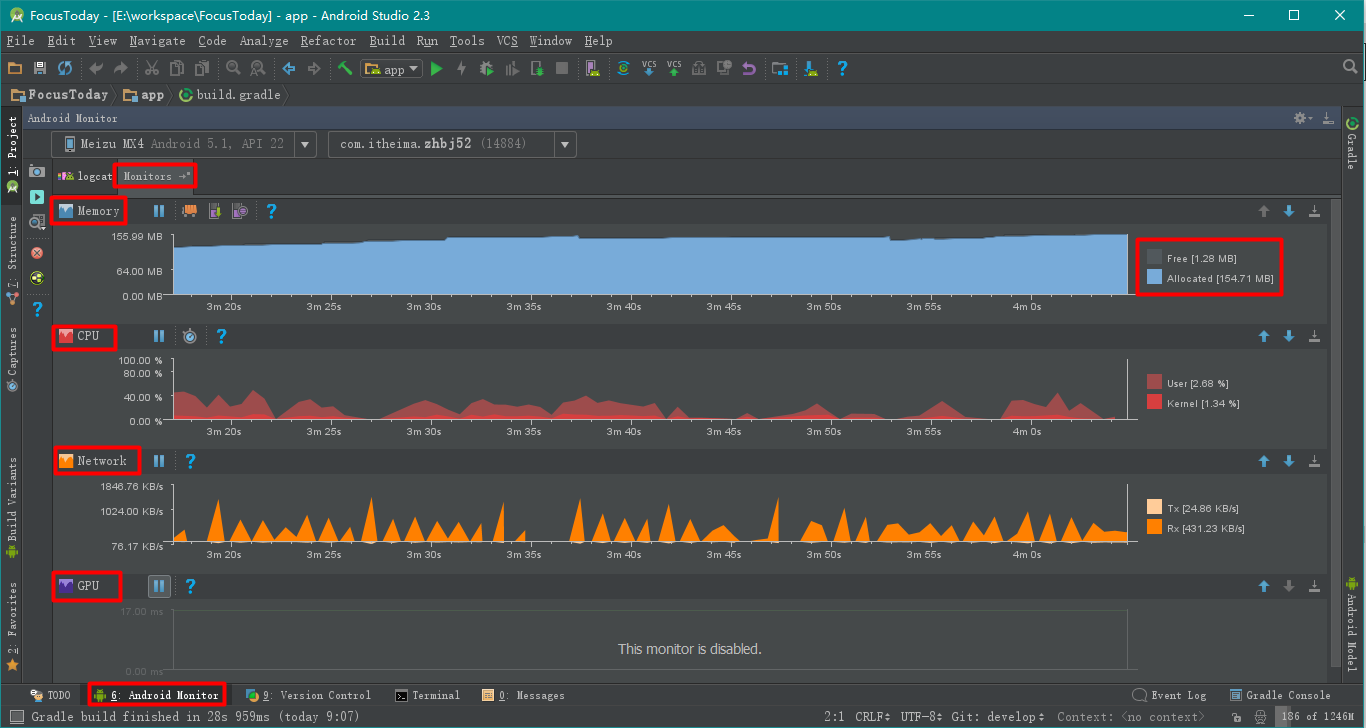 FocusToday - [E:\workspace\FocusToday] - app - Android Studio 2.3
File Edit View Navigate Code Analyze Refactor Build Run Tools VCS Window Help
app VCS VCS
FocusToday app build.gradle
Android Monitor
Meizu MX4 Android 5.1, API 22 com.itheima.zhbj52 (14884)
logcat Monitors
Memory
155.99 MB
64.00 MB
0.00 MB
Free [1.28 MB]
Allocated [154.71 MB]
3m 20s 3m 25s 3m 30s 3m 35s 3m 40s 3m 45s 3m 50s 3m 55s 4m 0s
CPU
100.00 %
80.00 %
40.00 %
0.00 %
User [2.68 %]
Kernel [1.34 %]
3m 20s 3m 25s 3m 30s 3m 35s 3m 40s 3m 45s 3m 50s 3m 55s 4m 0s
Network
1846.76 KB/s
1024.00 KB/s
76.17 KB/s
Tx [24.86 KB/s]
Rx [431.23 KB/s]
3m 20s 3m 25s 3m 30s 3m 35s 3m 40s 3m 45s 3m 50s 3m 55s 4m 0s
GPU
17.00 ms
This monitor is disabled.
0.00 ms
1: Project
7: Structure
Captures
Build Variants
2: Favorites
Gradle
Android Model
TODO 6: Android Monitor 9: Version Control Terminal 0: Messages Event Log Gradle Console
Gradle build finished in 28s 959ms (today 9:07) 2:1 CRLF UTF-8 Git: develop Context: <no context> 186 of 1246M